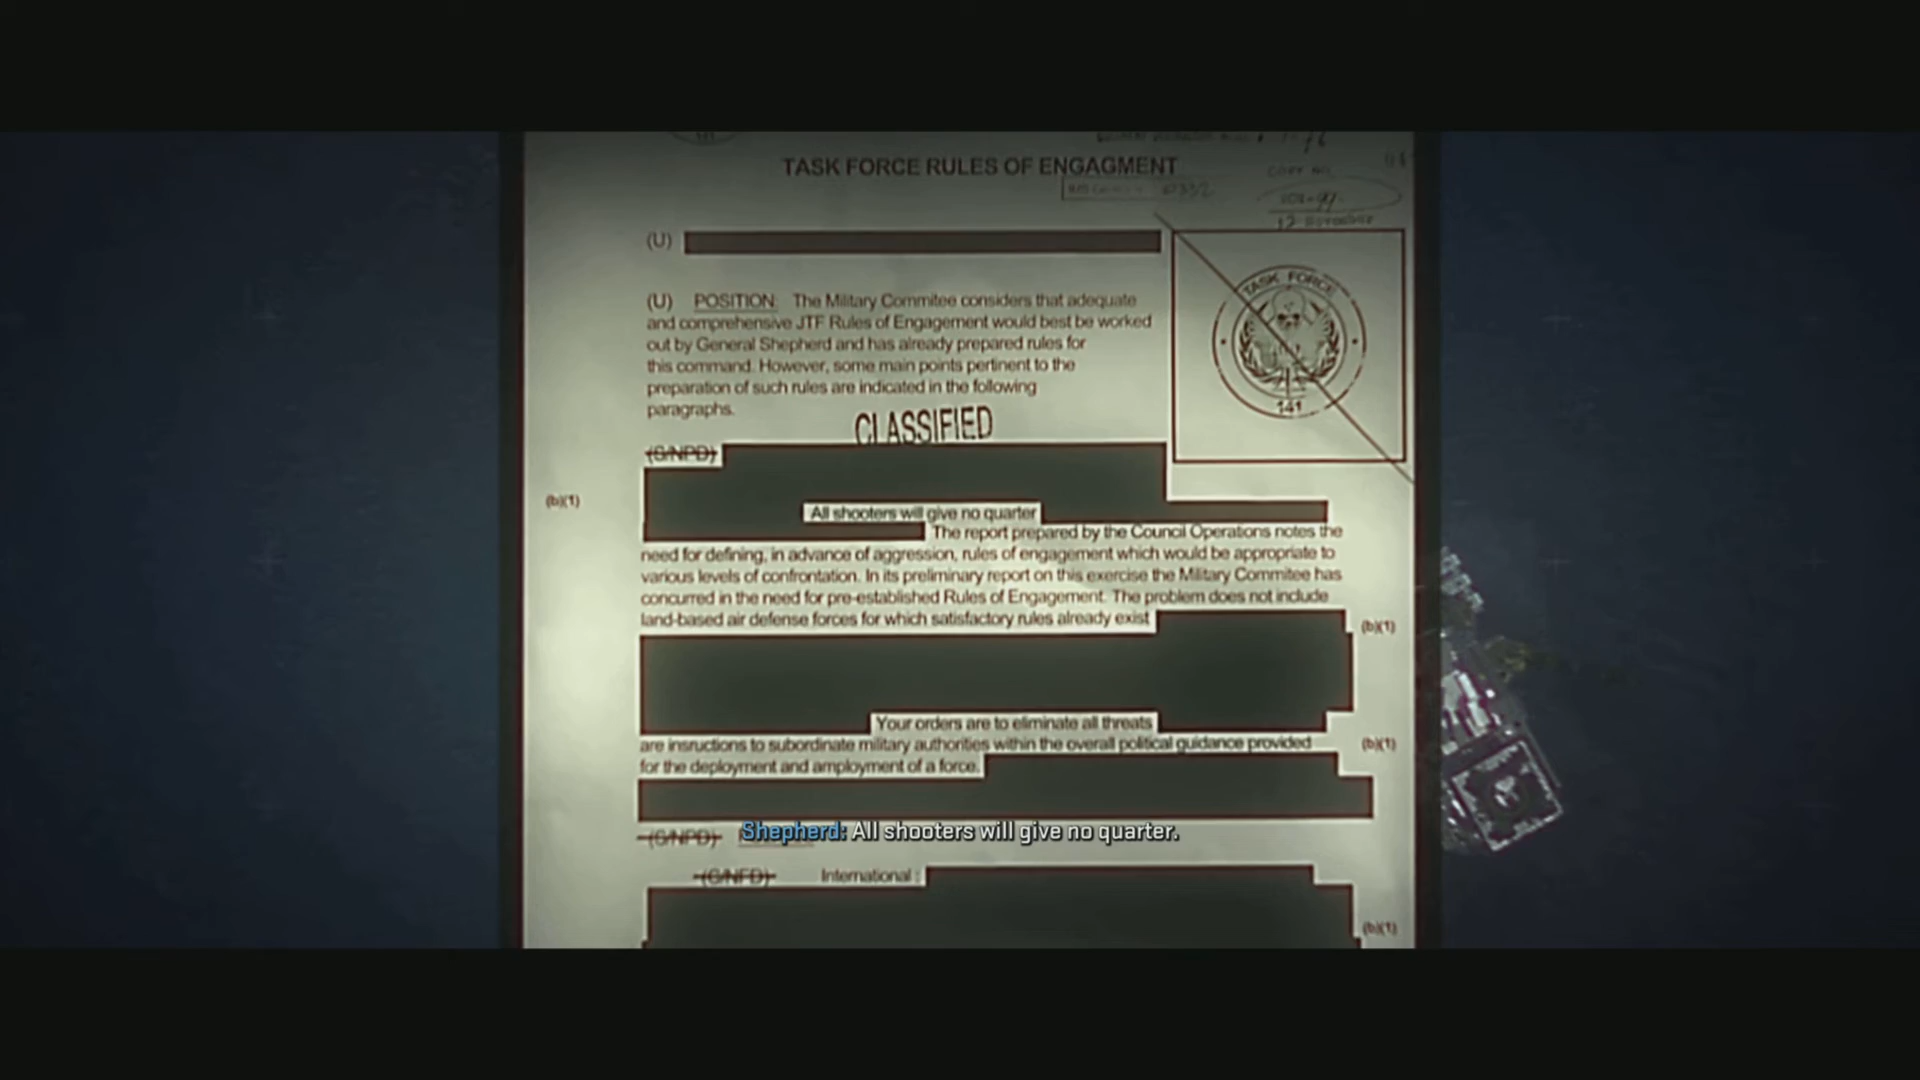 TASK FORCE RULES OF ENGAGMENT
COPY NO.
0332
(U)
(U) POSITION: The Military Commitee considers that adequate
and comprehensive JTF Rules of Engagement would best be worked
out by General Shepherd and has already prepared rules for
this command. However, some main points pertinent to the
preparation of such rules are indicated in the following
paragraphs.
TASK FORCE
141
CLASSIFIED
(b)(1)
All shooters will give no quarter
The report prepared by the Council Operations notes the
need for defining, in advance of aggression, rules of engagement which would be appropriate to
various levels of confrontation. In its preliminary report on this exercise the Military Commitee has
concurred in the need for pre-established Rules of Engagement. The problem does not include
land-based air defense forces for which satisfactory rules already exist
(b)(1)
Your orders are to eliminate all threats
are insructions to subordinate military authorities within the overall political guidance provided
(b)(1)
for the deployment and amployment of a force.
Shepherd: All shooters will give no quarter.
International :
(b)(1)